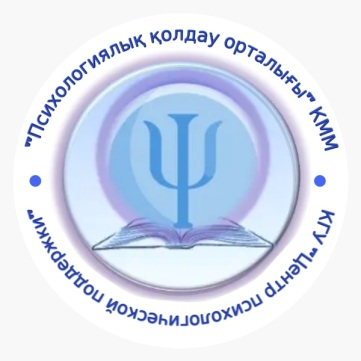 "Психологиялық қолдау орталығы" КММ
Ψ
КГУ "Центр психологической поддержки"